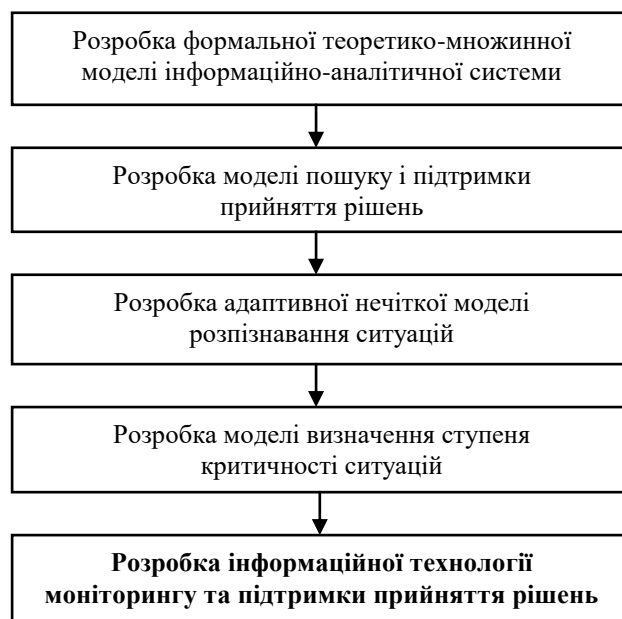 Розробка формальної теоретико-множинної
моделі інформаційно-аналітичної системи
Розробка моделі пошуку і підтримки
прийняття рішень
Розробка адаптивної нечіткої моделі
розпізнавання ситуацій
Розробка моделі визначення ступеня
критичності ситуацій
Розробка інформаційної технології
моніторингу та підтримки прийняття рішень